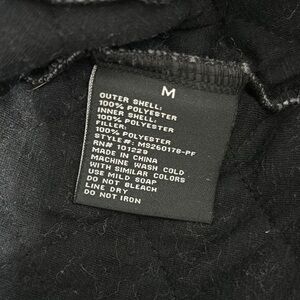 M
OUTER SHELL:
100% POLYESTER
INNER SHELL:
100% POLYESTER
FILLER:
100% POLYESTER
STYLE#: MS260178-PF
RN# 101229
MADE IN CHINA
MACHINE WASH COLD
WITH SIMILAR COLORS
USE MILD SOAP
DO NOT BLEACH
LINE DRY
DO NOT IRON